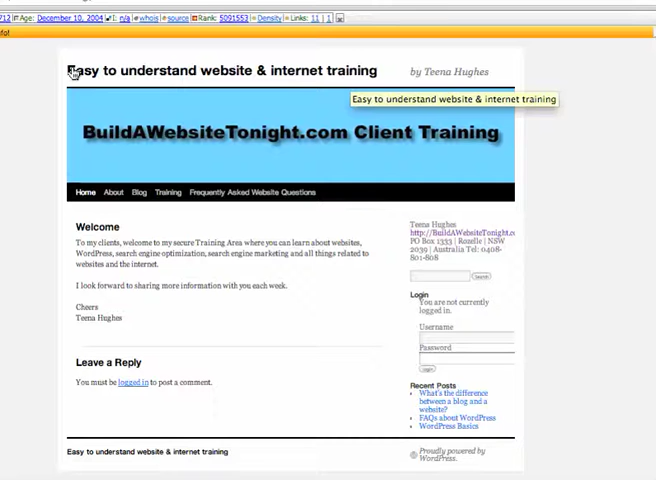 712 Age: December 10, 2004 I: n/a whois source Rank: 5091553 Density Links: 11 | 1
fo!
Easy to understand website & internet training
by Teena Hughes
Easy to understand website & internet training
BuildAWebsiteTonight.com Client Training
Home About Blog Training Frequently Asked Website Questions
Welcome
To my clients, welcome to my secure Training Area where you can learn about websites,
WordPress, search engine optimization, search engine marketing and all things related to
websites and the internet.
I look forward to sharing more information with you each week.
Cheers
Teena Hughes
Leave a Reply
You must be logged in to post a comment.
Teena Hughes
http://BuildAWebsiteTonight.co
PO Box 1333 | Rozelle | NSW
2039 | Australia Tel: 0408-
801-808
Search
Login
You are not currently
logged in.
Username
Password
Login
Recent Posts
What's the difference
between a blog and a
website?
FAQs about WordPress
WordPress Basics
Easy to understand website & internet training
Proudly powered by
WordPress.